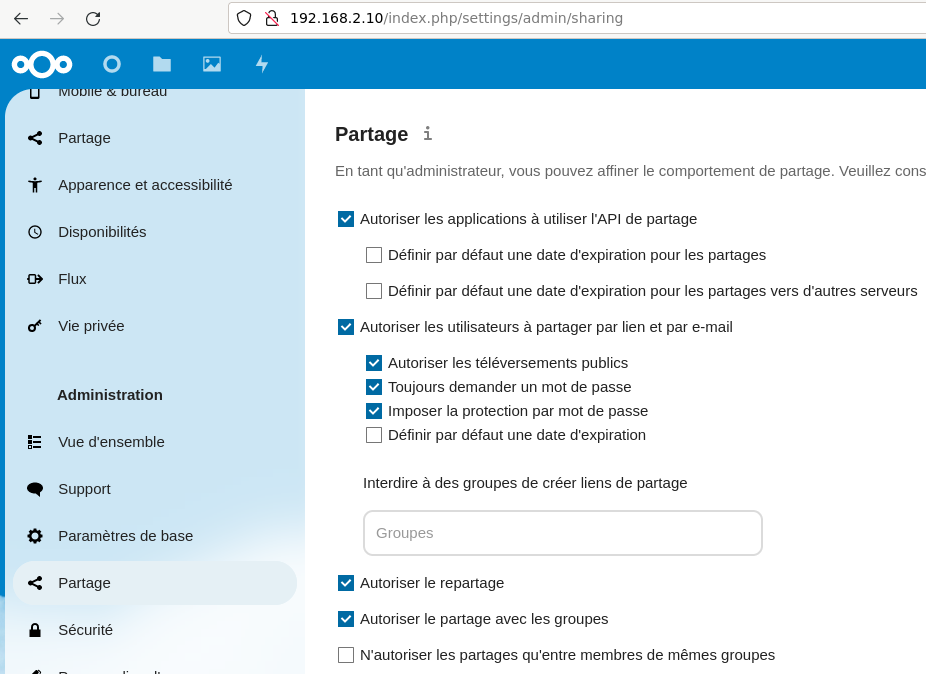 192.168.2.10/index.php/settings/admin/sharing
Mobile & bureau
Partage
Apparence et accessibilité
Disponibilités
Flux
Vie privée
Administration
Vue d'ensemble
Support
Paramètres de base
Partage
Sécurité
Partage
En tant qu'administrateur, vous pouvez affiner le comportement de partage. Veuillez cons
Autoriser les applications à utiliser l'API de partage
Définir par défaut une date d'expiration pour les partages
Définir par défaut une date d'expiration pour les partages vers d'autres serveurs
Autoriser les utilisateurs à partager par lien et par e-mail
Autoriser les téléversements publics
Toujours demander un mot de passe
Imposer la protection par mot de passe
Définir par défaut une date d'expiration
Interdire à des groupes de créer liens de partage
Groupes
Autoriser le repartage
Autoriser le partage avec les groupes
N'autoriser les partages qu'entre membres de mêmes groupes